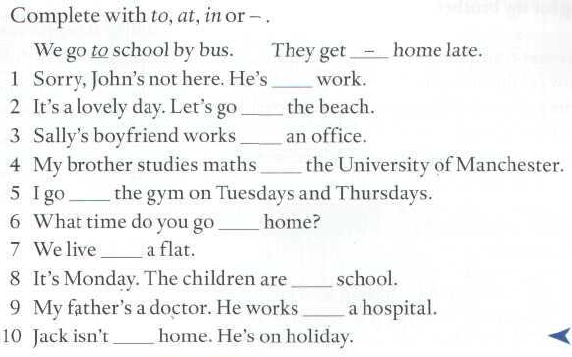 Complete with to, at, in or – .
We go to school by bus. They get – home late.
1 Sorry, John's not here. He's ____ work.
2 It's a lovely day. Let's go ____ the beach.
3 Sally's boyfriend works ____ an office.
4 My brother studies maths ____ the University of Manchester.
5 I go ____ the gym on Tuesdays and Thursdays.
6 What time do you go ____ home?
7 We live ____ a flat.
8 It's Monday. The children are ____ school.
9 My father's a doctor. He works ____ a hospital.
10 Jack isn't ____ home. He's on holiday.